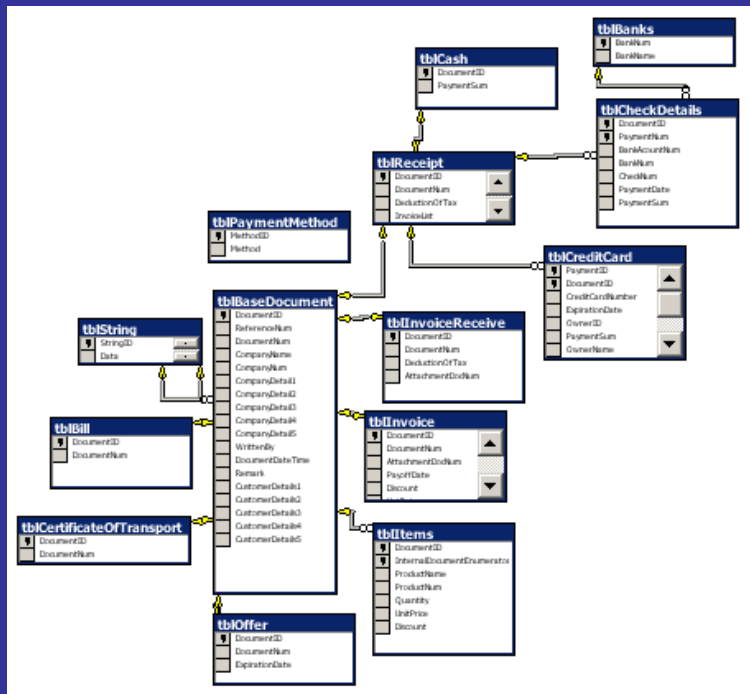 tblBanks
BankNum
BankName
tblCash
DocumentID
PaymentSum
tblCheckDetails
DocumentID
PaymentNum
BankAcountNum
BankNum
CheckNum
PaymentDate
PaymentSum
tblReceipt
DocumentID
DocumentNum
DeductionOfTax
InvoiceList
tblPaymentMethod
MethodID
Method
tblCreditCard
PaymentID
DocumentID
CreditCardNumber
ExpirationDate
OwnerID
PaymentSum
OwnerName
tblBaseDocument
DocumentID
ReferenceNum
DocumentNum
CompanyName
CompanyNum
CompanyDetail1
CompanyDetail2
CompanyDetail3
CompanyDetail4
CompanyDetail5
WrittenBy
DocumentDateTime
Remark
CustomerDetails1
CustomerDetails2
CustomerDetails3
CustomerDetails4
CustomerDetails5
tblString
StringID
Data
tblInvoiceReceive
DocumentID
DocumentNum
DeductionOfTax
AttachmentDocNum
tblBill
DocumentID
DocumentNum
tblInvoice
DocumentID
DocumentNum
AttachmentDocNum
PayoffDate
Discount
tblCertificateOfTransport
DocumentID
DocumentNum
tblItems
DocumentID
InternalDocumentEnumerator
ProductName
ProductNum
Quantity
UnitPrice
Discount
tblOffer
DocumentID
DocumentNum
ExpirationDate